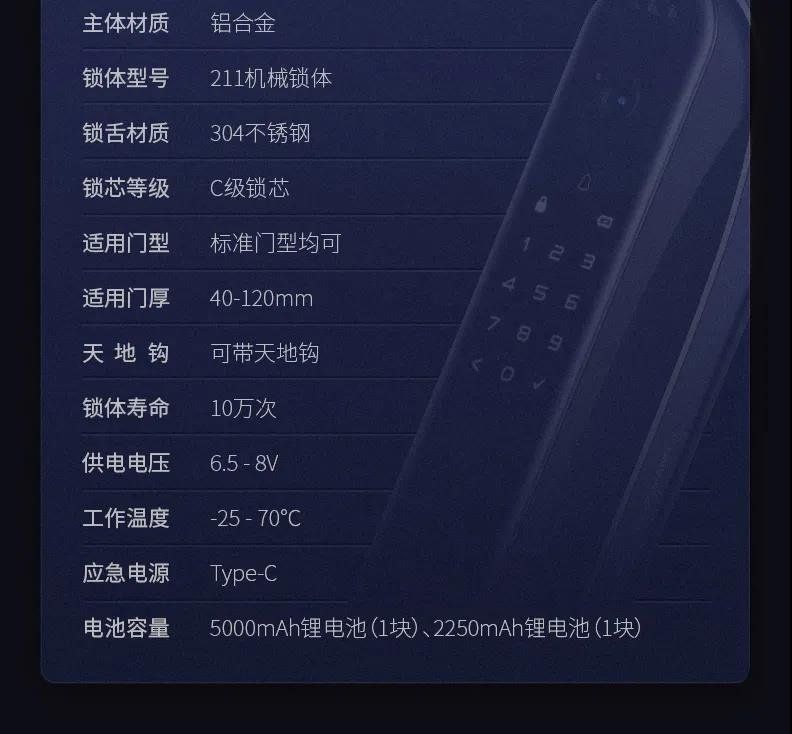 主体材质 铝合金
锁体型号 211机械锁体
锁舌材质 304不锈钢
锁芯等级 C级锁芯
适用门型 标准门型均可
适用门厚 40-120mm
天地钩 可带天地钩
锁体寿命 10万次
供电电压 6.5 - 8V
工作温度 -25 - 70℃
应急电源 Type-C
电池容量 5000mAh锂电池(1块)、2250mAh锂电池(1块)
1 2 3
4 5 6
7 8 9
< 0 ✓